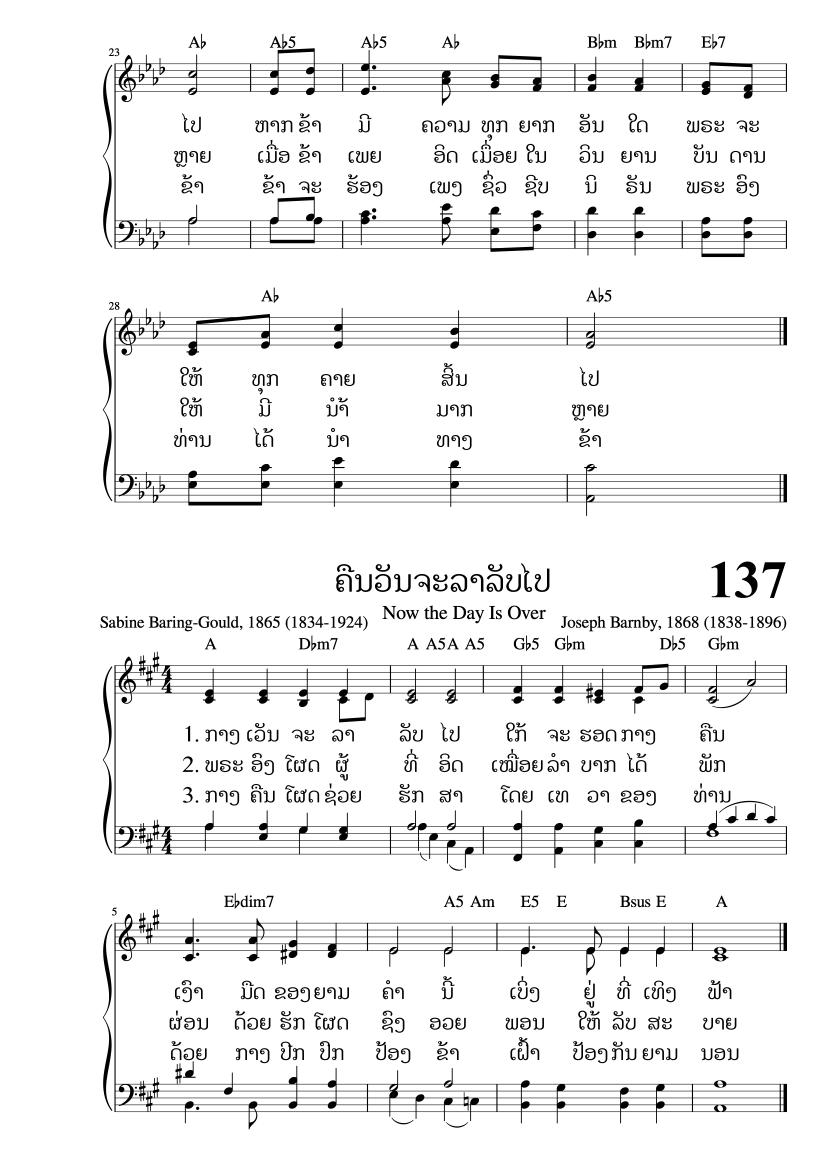 A♭ A♭5 A♭5 A♭ B♭m B♭m7 E♭7
23
ໄປ ຫາກ ຂ້າ ມີ ຄວາມ ທຸກ ຍາກ ອັນ ໃດ ພຣະ ຈະ
ຫຼາຍ ເມື່ອ ຂ້າ ເພຍ ອິດ ເມື່ອຍ ໃນ ວິນ ຍານ ບັນ ດານ
ຂ້າ ຂ້າ ຈະ ຮ້ອງ ເພງ ຊື່ວ ຊີບ ນິ ຣັນ ພຣະ ອົງ
A♭ A♭5
28
ໃຫ້ ທຸກ ຄາຍ ສິ້ນ ໄປ
ໃຫ້ ມີ ນໍາ້ ມາກ ຫຼາຍ
ທ່ານ ໄດ້ ນໍາ ທາງ ຂ້າ
ຄືນວັນຈະລາລັບໄປ 137
Now the Day Is Over
Sabine Baring-Gould, 1865 (1834-1924) Joseph Barnby, 1868 (1838-1896)
A D♭m7 A A5 A A5 G♭5 G♭m D♭5 G♭m
1. ກາງ ເວັນ ຈະ ລາ ລັບ ໄປ ໃກ້ ຈະ ຮອດ ກາງ ຄືນ
2. ພຣະ ອົງ ໂຜດ ຜູ້ ທີ່ ອິດ ເໝື່ອຍ ລໍາ ບາກ ໄດ້ ພັກ
3. ກາງ ຄືນ ໂຜດ ຊ່ວຍ ຮັກ ສາ ໂດຍ ເທ ວາ ຂອງ ທ່ານ
E♭dim7 A5 Am E5 E Bsus E A
5
ເງົາ ມືດ ຂອງ ຍາມ ຄໍາ ນີ້ ເບິ່ງ ຢູ່ ທີ່ ເທິງ ຟ້າ
ຜ່ອນ ດ້ວຍ ຮັກ ໂຜດ ຊົງ ອວຍ ພອນ ໃຫ້ ລັບ ສະ ບາຍ
ດ້ວຍ ກາງ ປີກ ປົກ ປ້ອງ ຂ້າ ເຝົ້າ ປ້ອງ ກັນ ຍາມ ນອນ